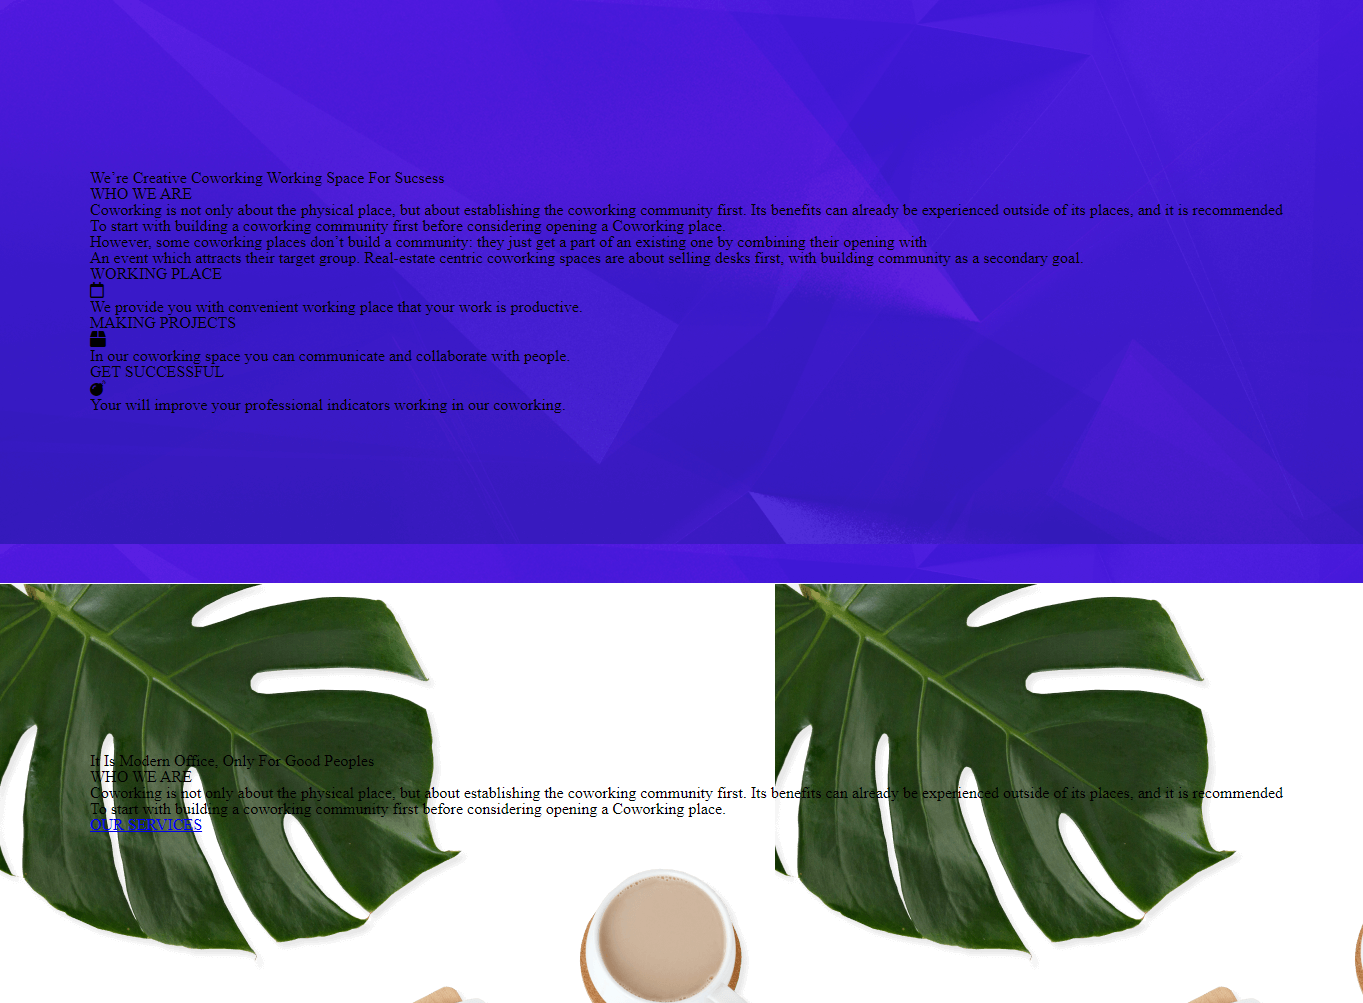 We're Creative Coworking Working Space For Sucsess
WHO WE ARE
Coworking is not only about the physical place, but about establishing the coworking community first. Its benefits can already be experienced outside of its places, and it is recommended
To start with building a coworking community first before considering opening a Coworking place.
However, some coworking places don't build a community: they just get a part of an existing one by combining their opening with
An event which attracts their target group. Real-estate centric coworking spaces are about selling desks first, with building community as a secondary goal.
WORKING PLACE
We provide you with convenient working place that your work is productive.
MAKING PROJECTS
In our coworking space you can communicate and collaborate with people.
GET SUCCESSFUL
Your will improve your professional indicators working in our coworking.
It Is Modern Office, Only For Good Peoples
WHO WE ARE
Coworking is not only about the physical place, but about establishing the coworking community first. Its benefits can already be experienced outside of its places, and it is recommended
To start with building a coworking community first before considering opening a Coworking place.
OUR SERVICES